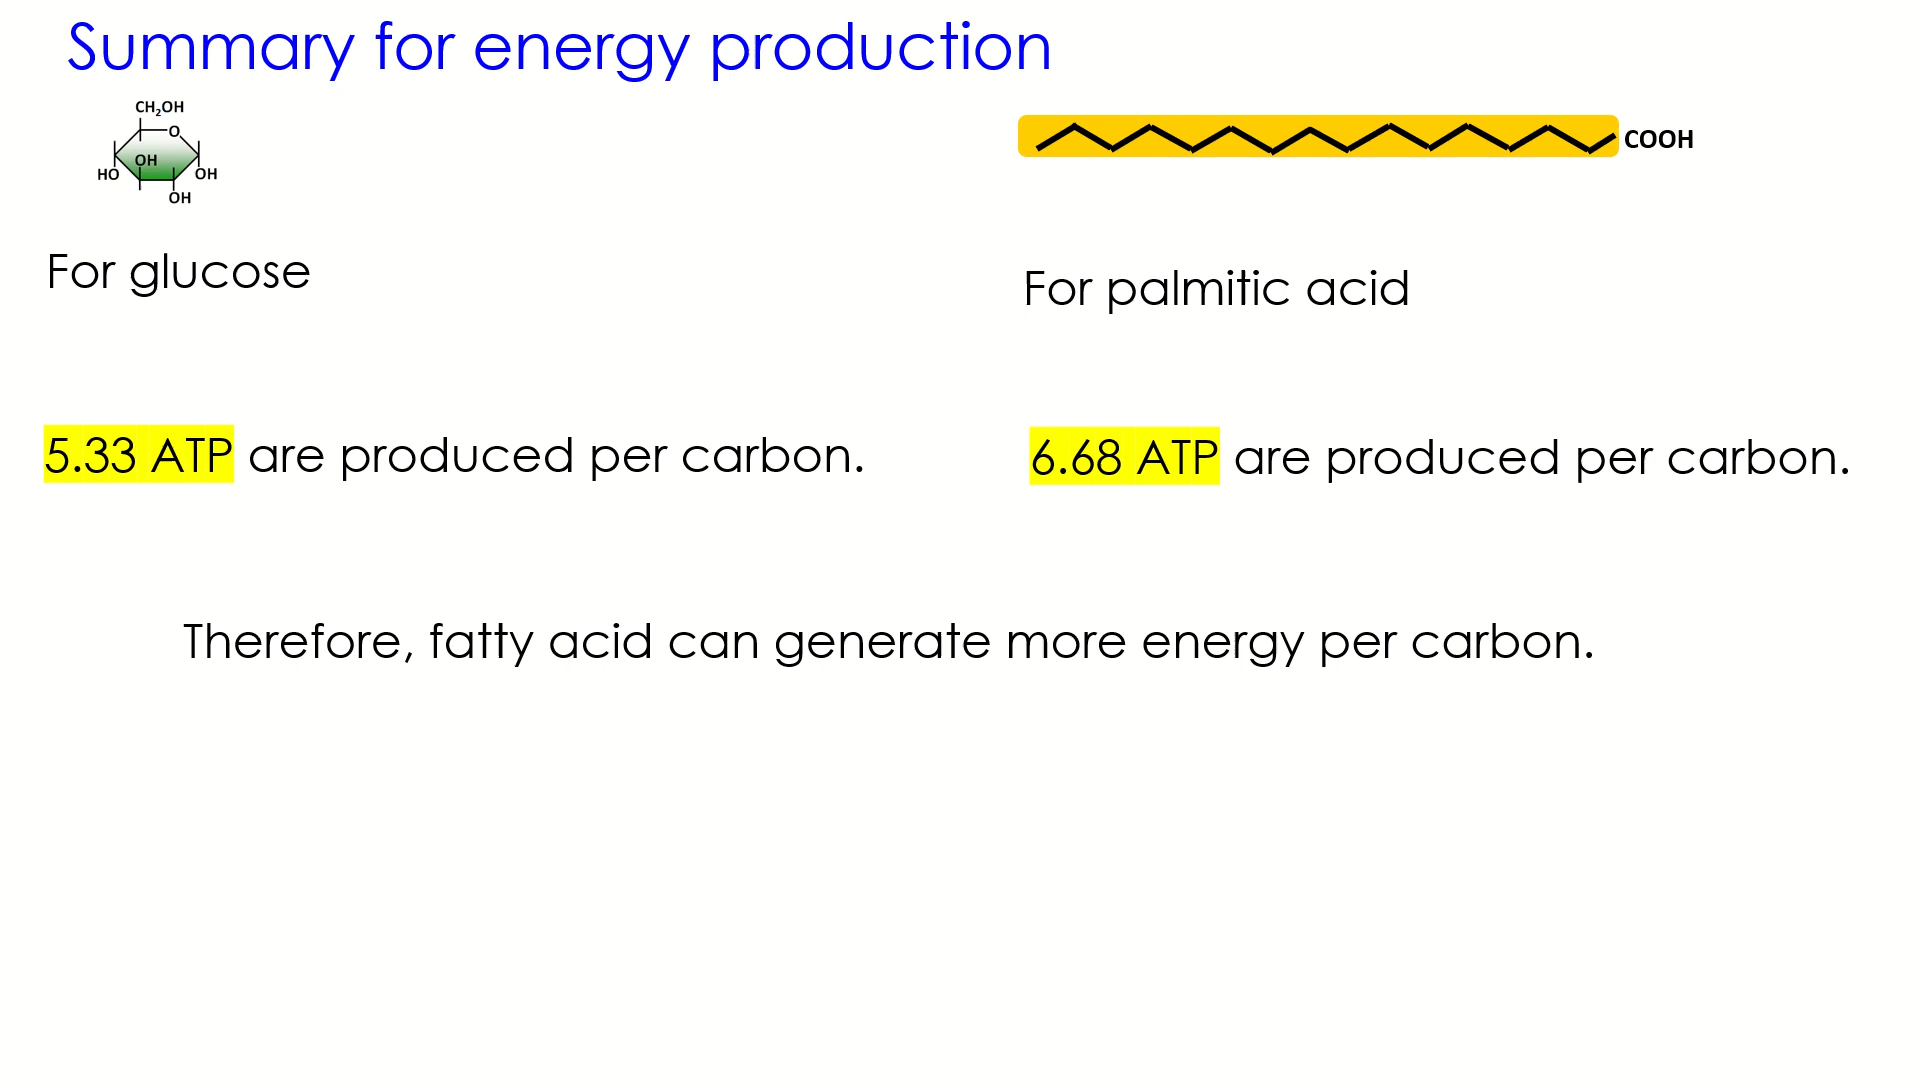 Summary for energy production
CH₂OH
O
OH
HO
OH
OH
COOH
For glucose
For palmitic acid
5.33 ATP are produced per carbon.
6.68 ATP are produced per carbon.
Therefore, fatty acid can generate more energy per carbon.